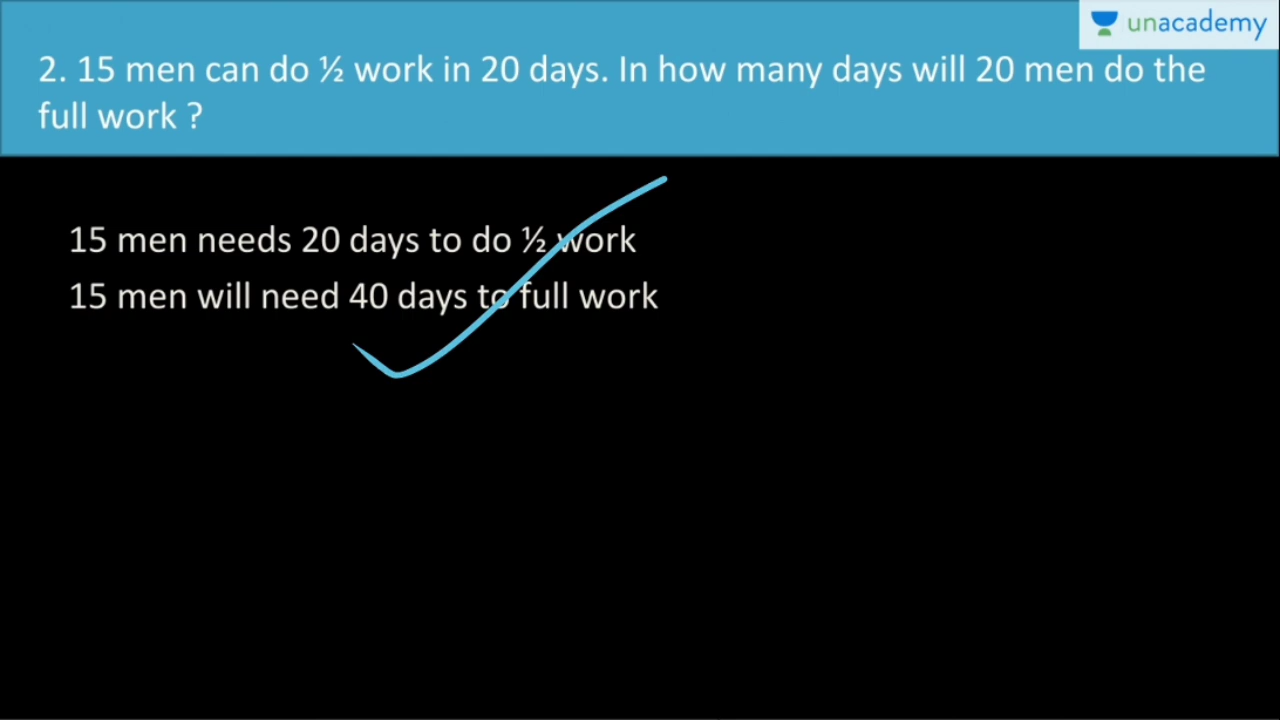 unacademy
2. 15 men can do ½ work in 20 days. In how many days will 20 men do the
full work ?
15 men needs 20 days to do ½ work
15 men will need 40 days to full work